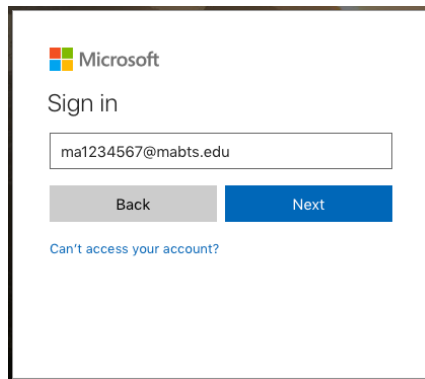 Microsoft
Sign in
ma1234567@mabts.edu
Back Next
Can't access your account?